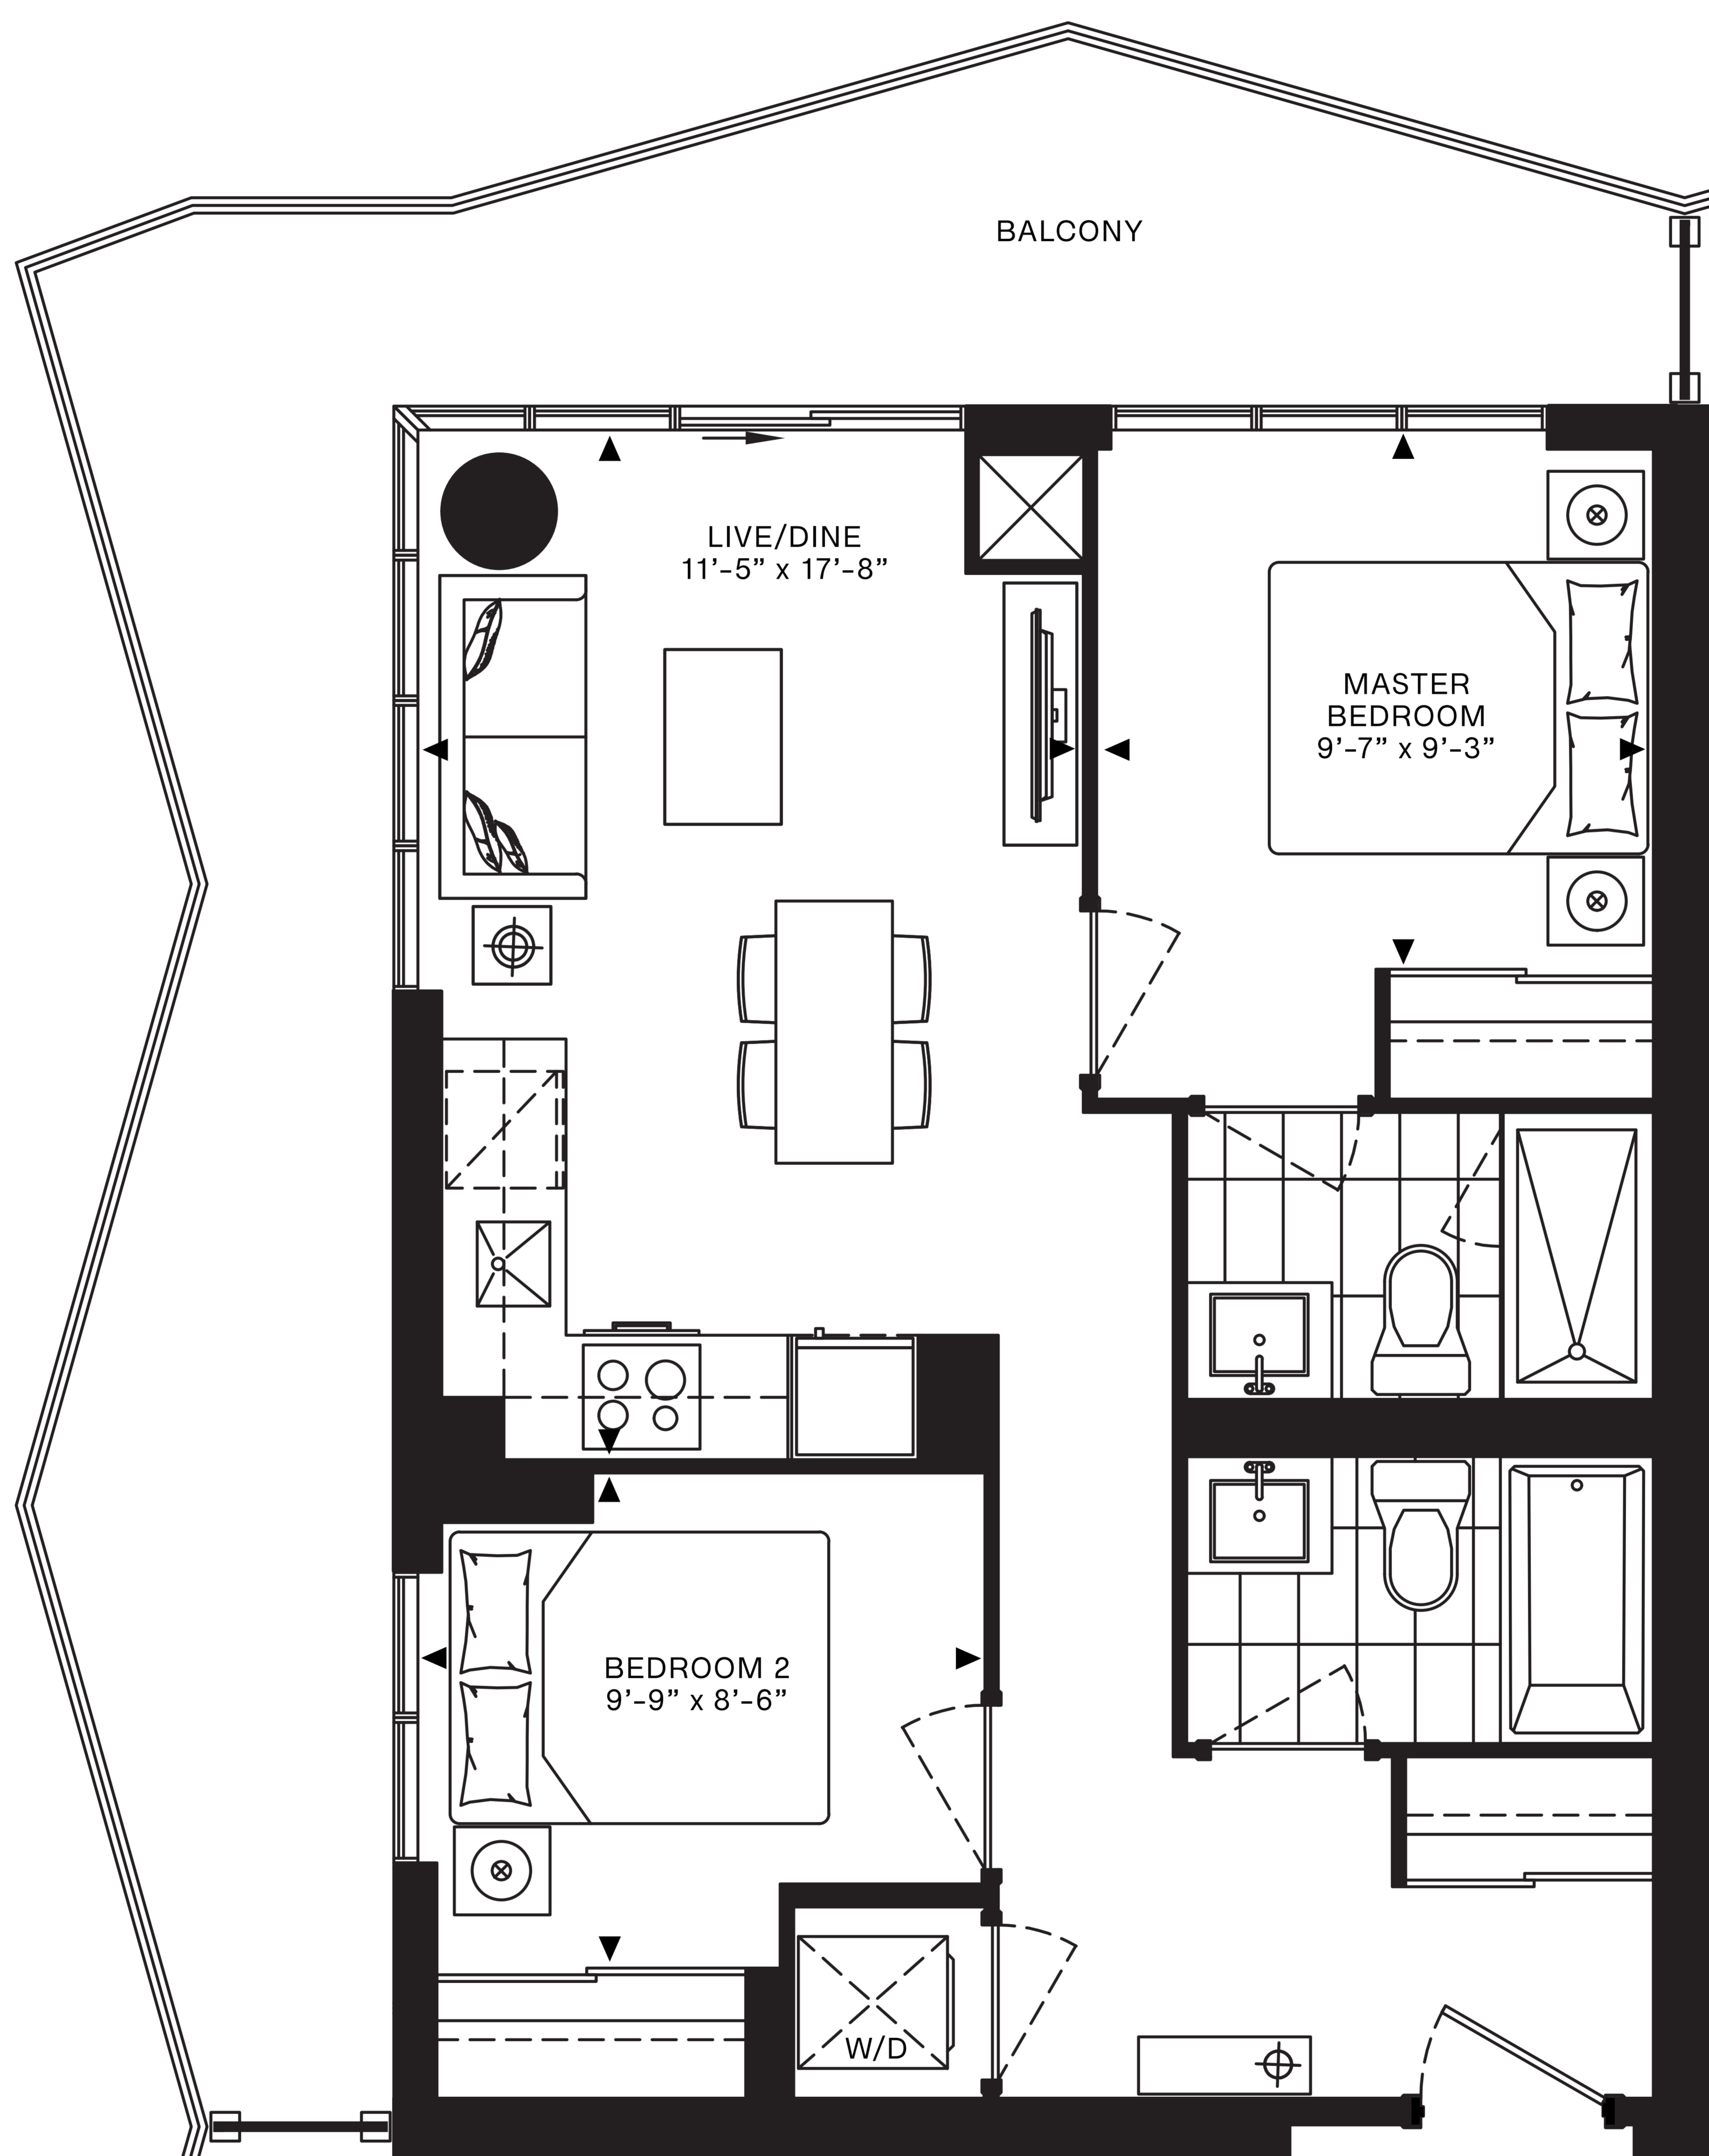 BALCONY
LIVE/DINE
11’-5” x 17’-8”
MASTER
BEDROOM
9’-7” x 9’-3”
BEDROOM 2
9’-9” x 8’-6”
W/D